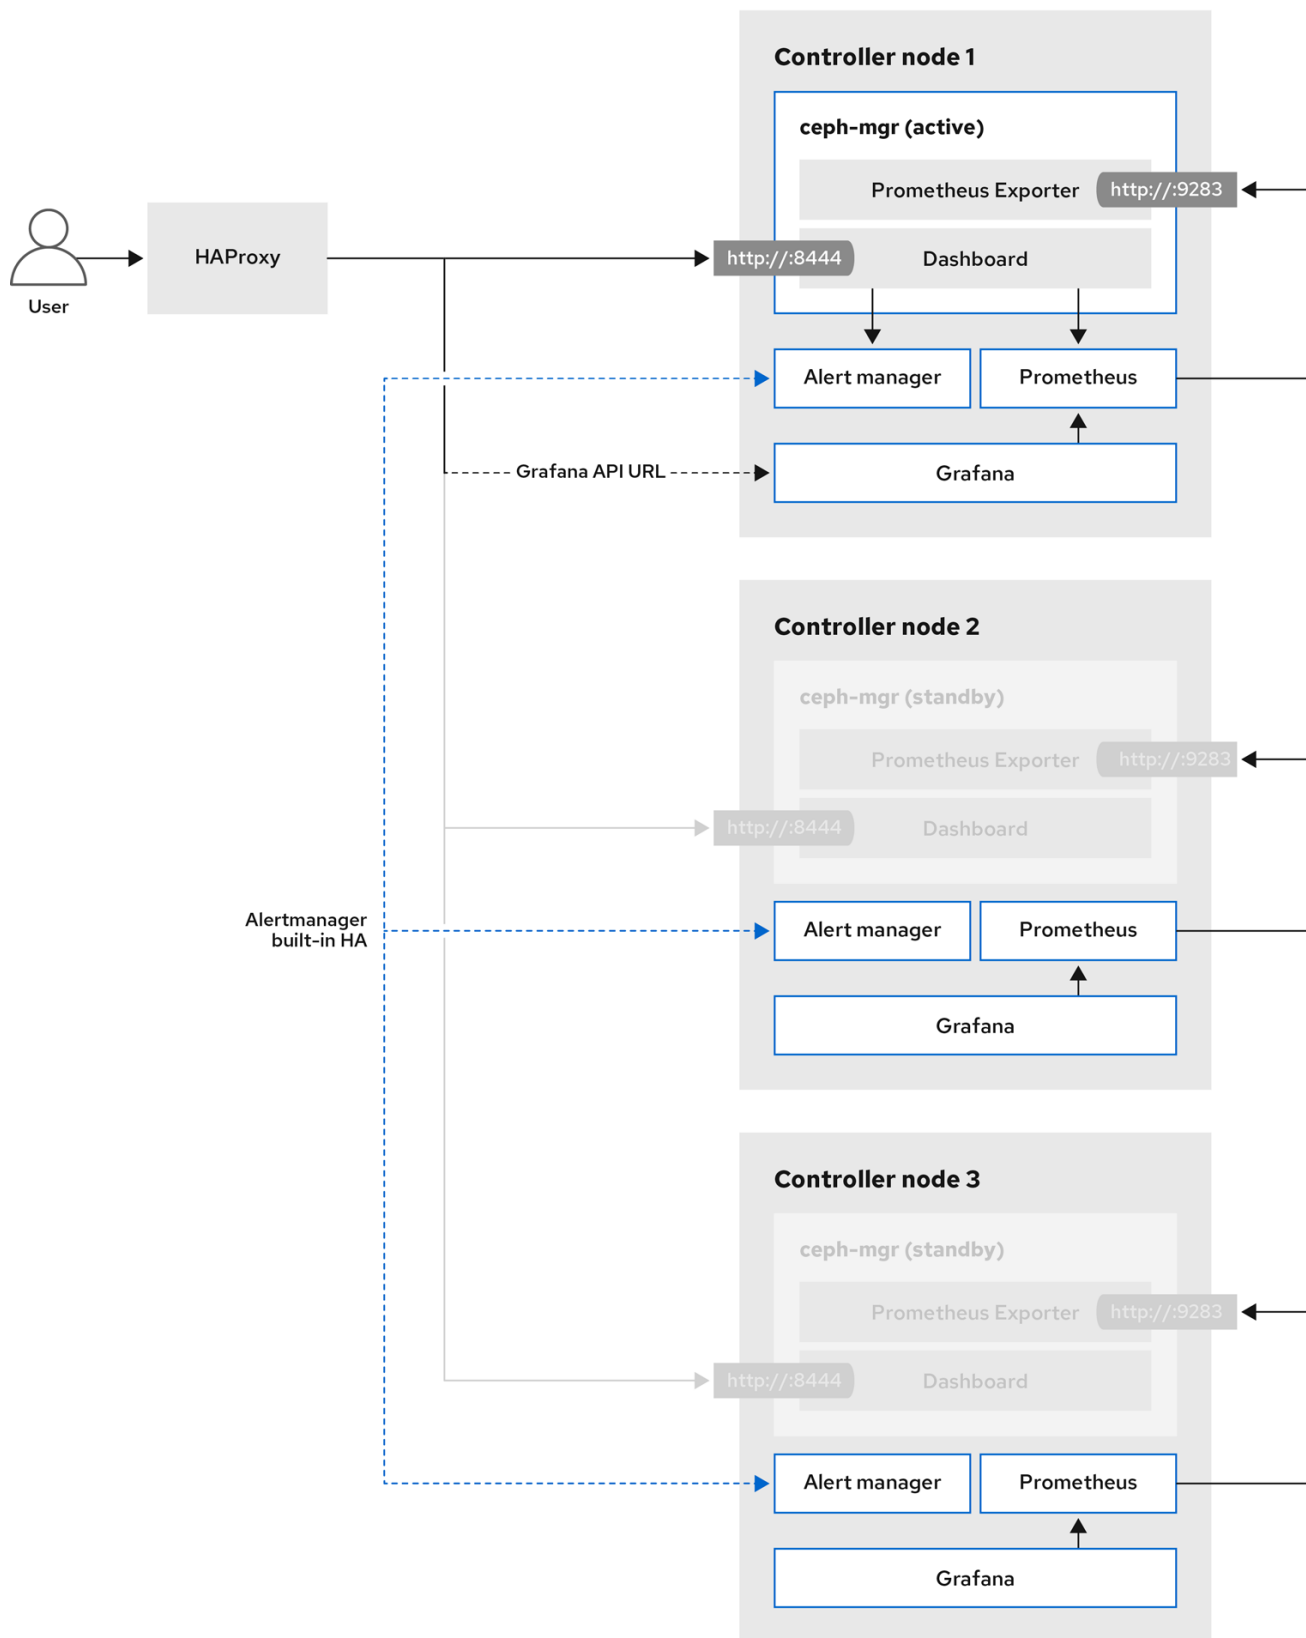 Controller node 1
ceph-mgr (active)
Prometheus Exporter
http://:9283
User
HAProxy
http://:8444
Dashboard
Alert manager
Prometheus
Grafana API URL
Grafana
Controller node 2
ceph-mgr (standby)
Prometheus Exporter
http://:9283
http://:8444
Dashboard
Alertmanager
built-in HA
Alert manager
Prometheus
Grafana
Controller node 3
ceph-mgr (standby)
Prometheus Exporter
http://:9283
http://:8444
Dashboard
Alert manager
Prometheus
Grafana